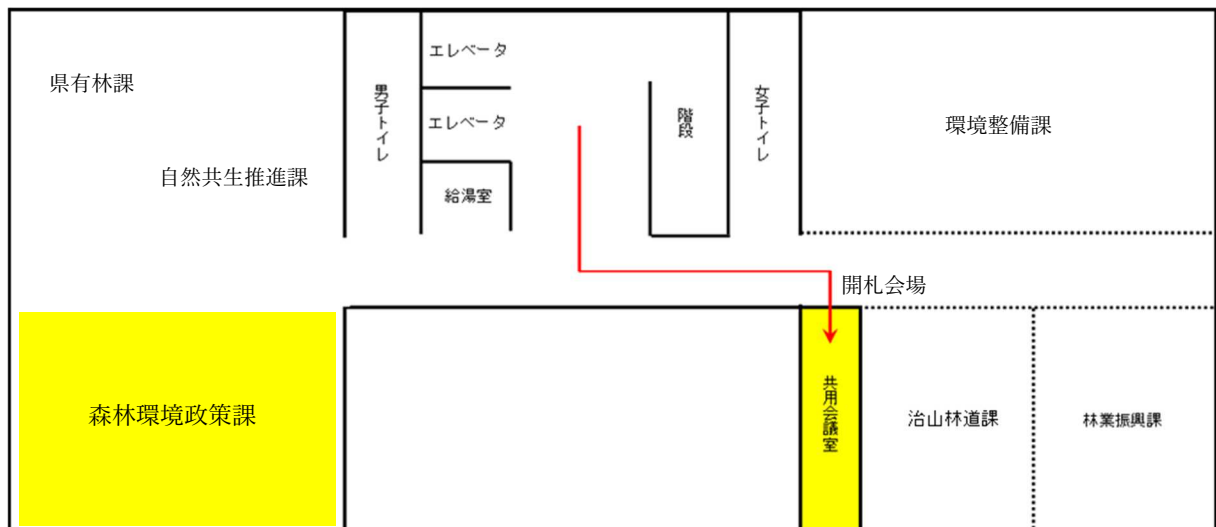 県有林課
自然共生推進課
男子トイレ
エレベータ
エレベータ
給湯室
階段
女子トイレ
環境整備課
開札会場
森林環境政策課
共用会議室
治山林道課
林業振興課